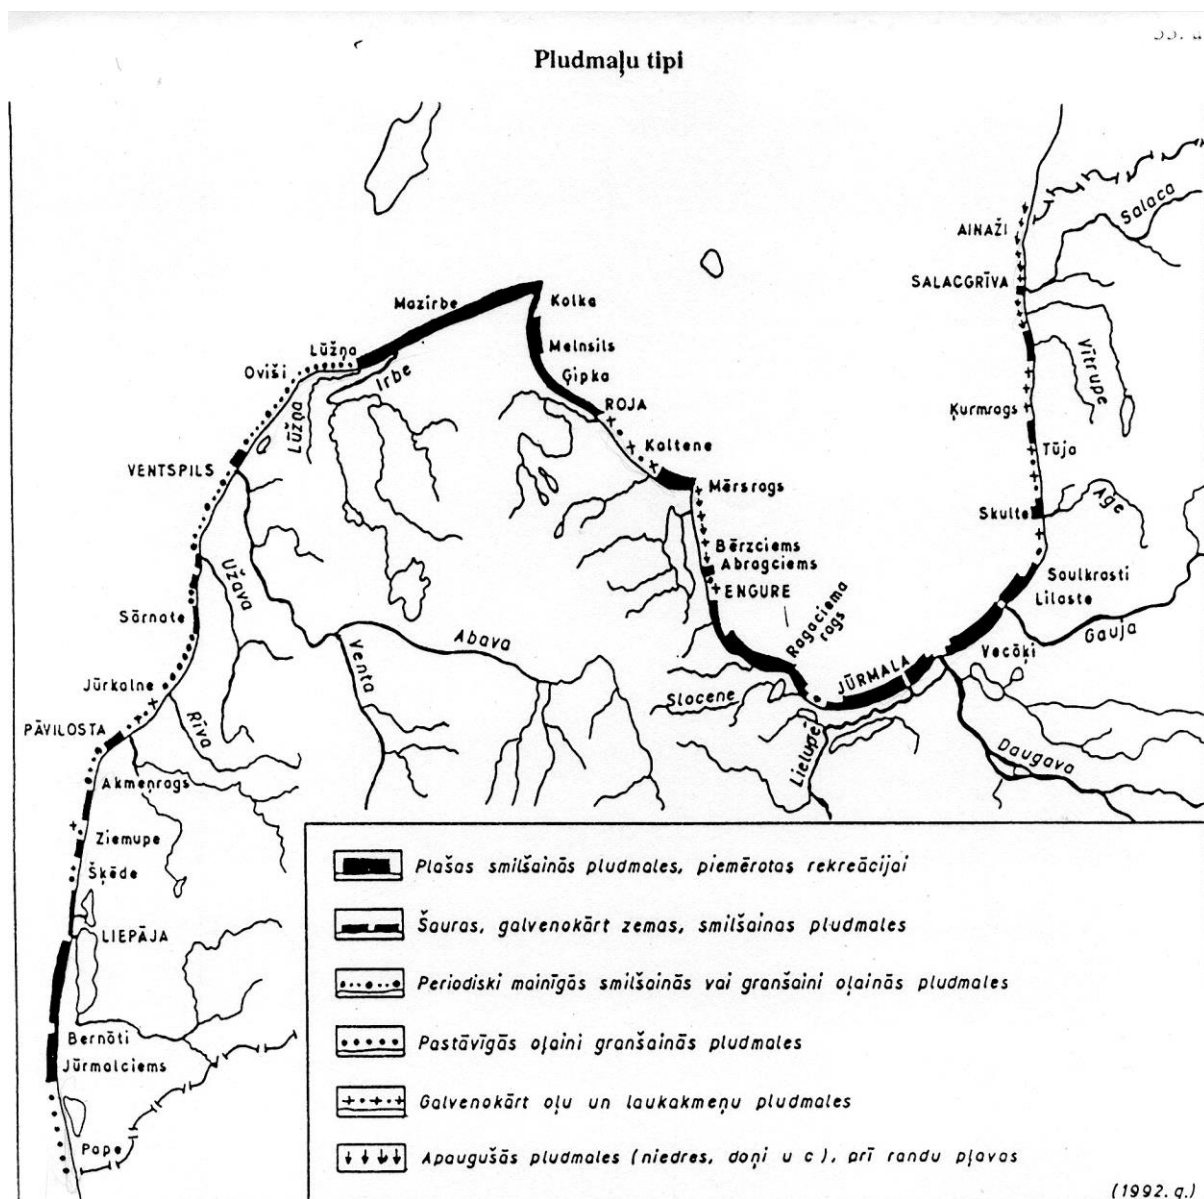 Pludmaļu tipi
AINAŽI
Salaca
SALACGRĪVA
Kolka
Mazirbe
Melnsils
Lūžņa
Oviši
Irbe
Ģipka
Vītrupe
Lūžņa
ROJA
Ķurmrags
Kaltene
Tūja
VENTSPILS
Mērsrags
Aģe
Skulte
Bērzciems
Abragciems
ENGURE
Užava
Saulkrasti
Lilaste
Sārnate
Ragaciema
rags
Gauja
Abava
Venta
Vecāķi
JŪRMALA
Jūrkalne
Slocene
PĀVILOSTA
Rīva
Lielupe
Daugava
Akmeņrags
Ziemupe
Šķēde
LIEPĀJA
Bernāti
Jūrmalciems
Pape
Plašas smilšainās pludmales, piemērotas rekreācijai
Šauras, galvenokārt zemas, smilšainas pludmales
Periodiski mainīgās smilšainās vai granšaini oļainās pludmales
Pastāvīgās oļaini granšainās pludmales
Galvenokārt oļu un laukakmeņu pludmales
Apaugušās pludmales (niedres, doņi u c), arī randu pļavas
(1992.g)